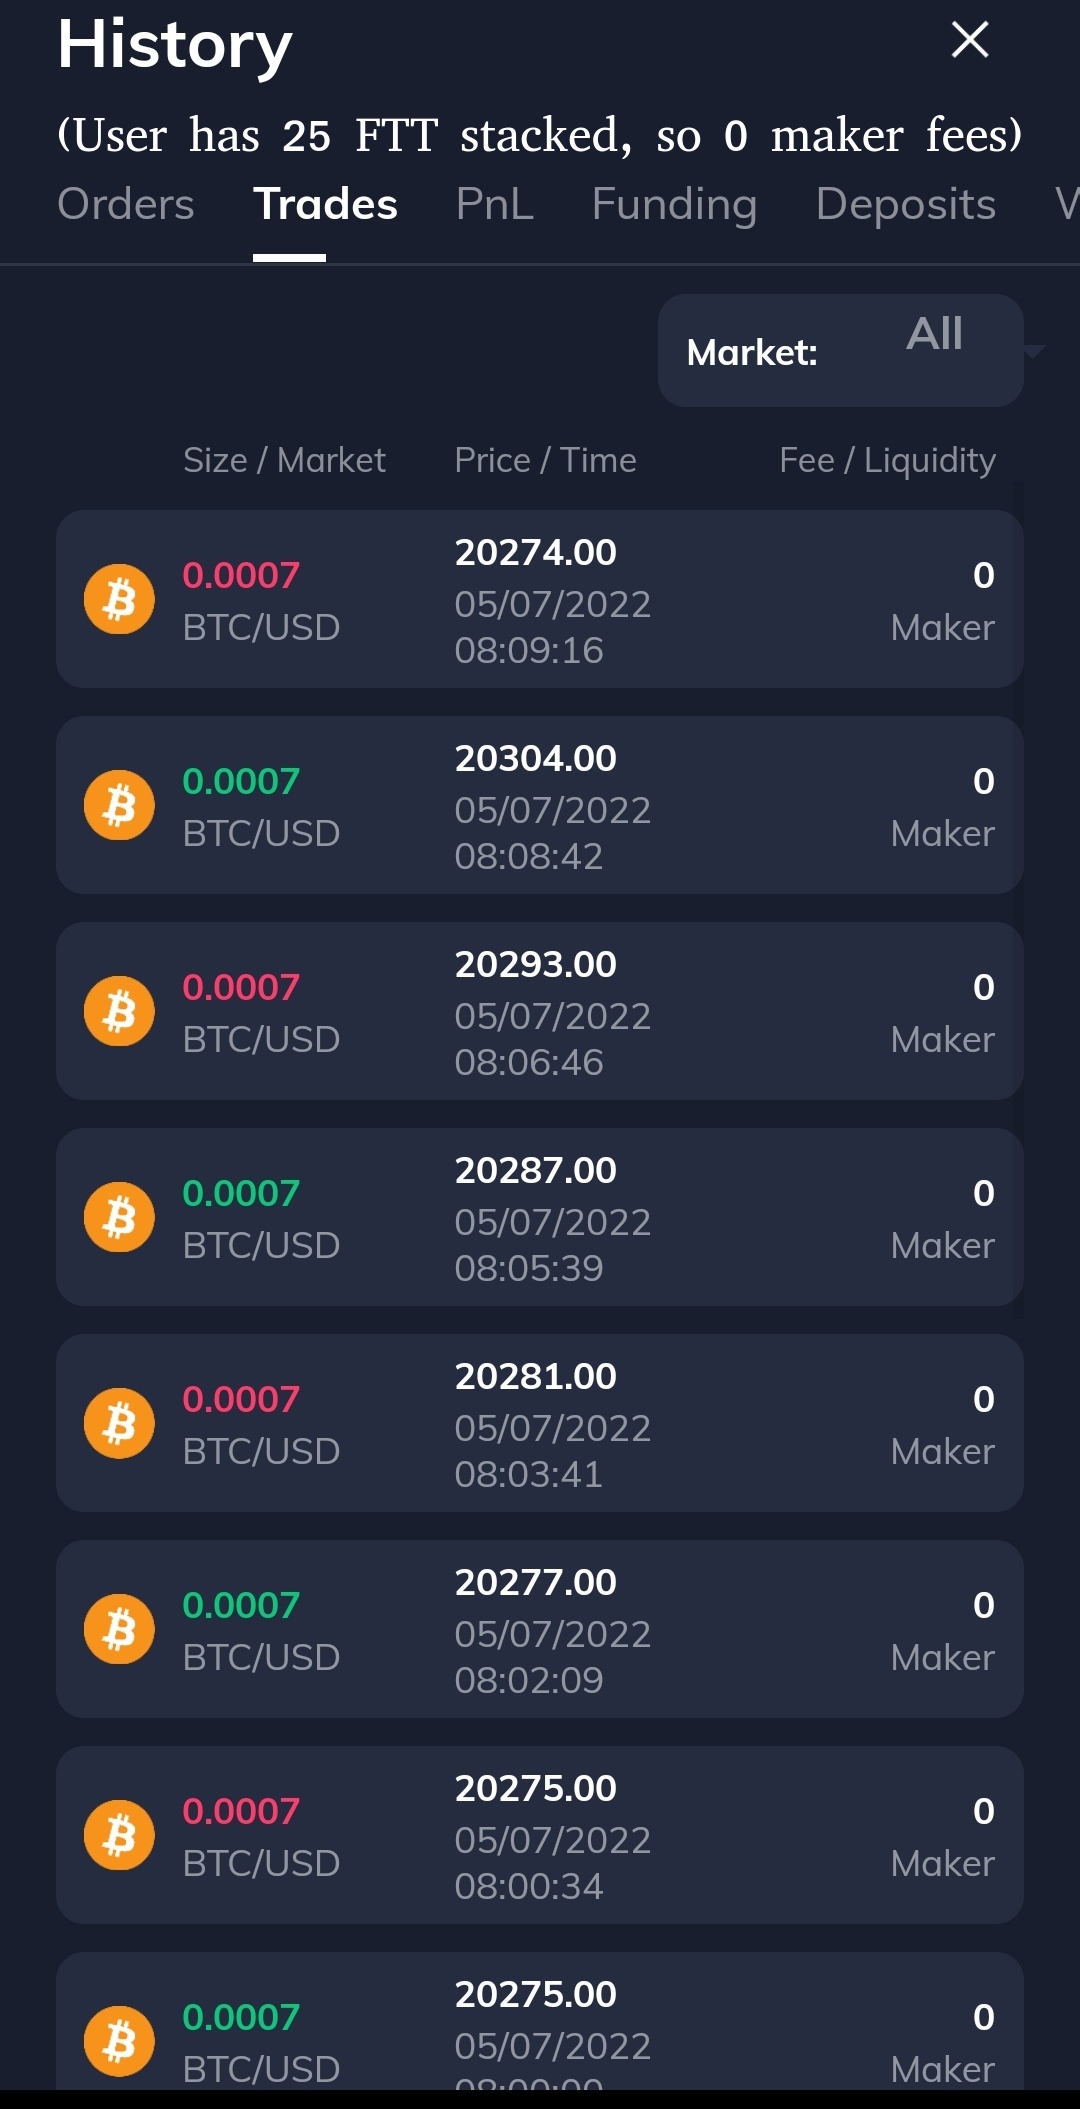 History
(User has 25 FTT stacked, so 0 maker fees)
Orders Trades PnL Funding Deposits
Market: All
Size / Market Price / Time Fee / Liquidity
0.0007 20274.00 0
BTC/USD 05/07/2022 Maker
08:09:16
0.0007 20304.00 0
BTC/USD 05/07/2022 Maker
08:08:42
0.0007 20293.00 0
BTC/USD 05/07/2022 Maker
08:06:46
0.0007 20287.00 0
BTC/USD 05/07/2022 Maker
08:05:39
0.0007 20281.00 0
BTC/USD 05/07/2022 Maker
08:03:41
0.0007 20277.00 0
BTC/USD 05/07/2022 Maker
08:02:09
0.0007 20275.00 0
BTC/USD 05/07/2022 Maker
08:00:34
0.0007 20275.00 0
BTC/USD 05/07/2022 Maker